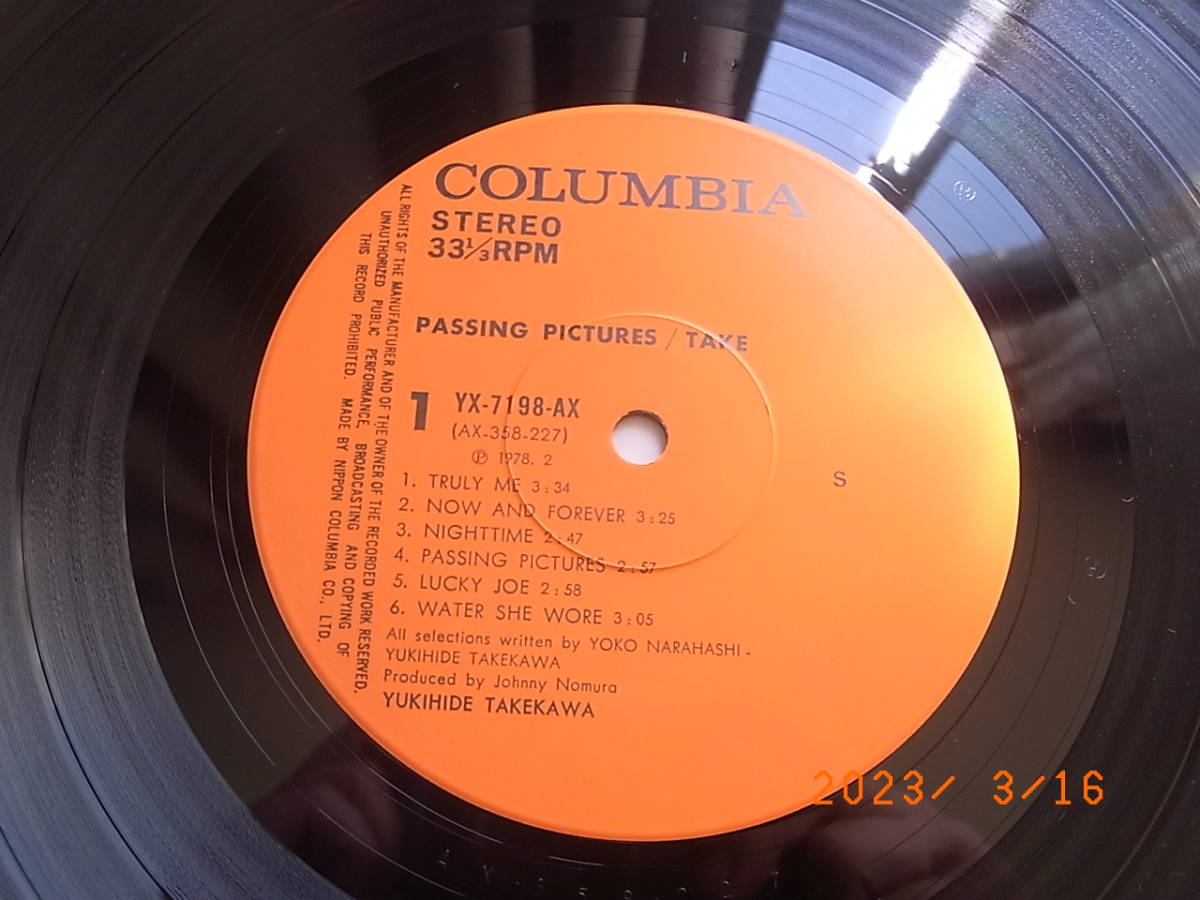 COLUMBIA
STEREO
33⅓RPM
PASSING PICTURES / TAKE
1
YX-7198-AX
(AX-358-227)
Ⓟ 1978. 2
1. TRULY ME 3:34
2. NOW AND FOREVER 3:25
3. NIGHTTIME 2:47
4. PASSING PICTURES 2:57
5. LUCKY JOE 2:58
6. WATER SHE WORE 3:05
All selections written by YOKO NARAHASHI-
YUKIHIDE TAKEKAWA
Produced by Johnny Nomura
YUKIHIDE TAKEKAWA
S
ALL RIGHTS OF THE MANUFACTURER AND OF THE OWNER OF THE RECORDED WORK RESERVED.
UNAUTHORIZED PUBLIC PERFORMANCE, BROADCASTING AND COPYING OF
THIS RECORD PROHIBITED. MADE BY NIPPON COLUMBIA CO., LTD.
2023/ 3/16